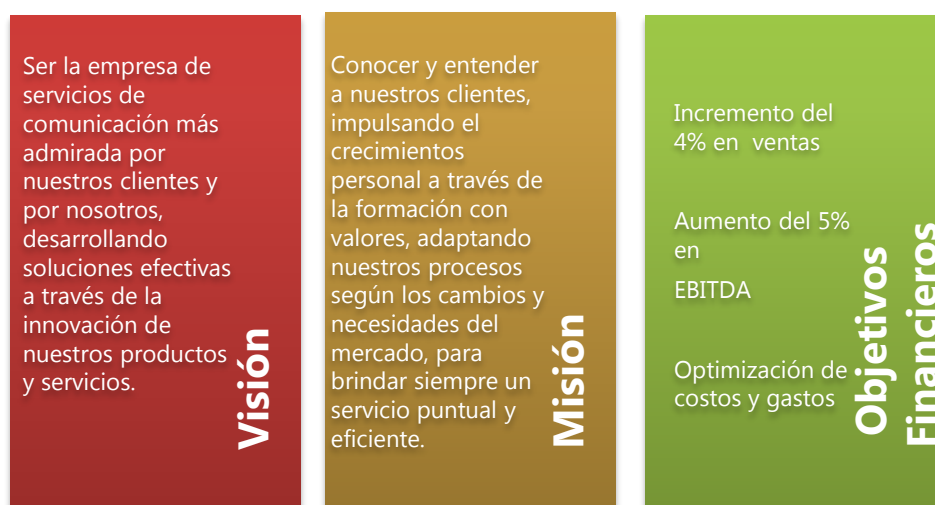 Ser la empresa de
servicios de
comunicación más
admirada por
nuestros clientes y
por nosotros,
desarrollando
soluciones efectivas
a través de la
innovación de
nuestros productos
y servicios.
Visión
Conocer y entender
a nuestros clientes,
impulsando el
crecimientos
personal a través de
la formación con
valores, adaptando
nuestros procesos
según los cambios y
necesidades del
mercado, para
brindar siempre un
servicio puntual y
eficiente.
Misión
Incremento del
4% en  ventas
Aumento del 5%
en
EBITDA
Optimización de
costos y gastos
Objetivos
Financieros